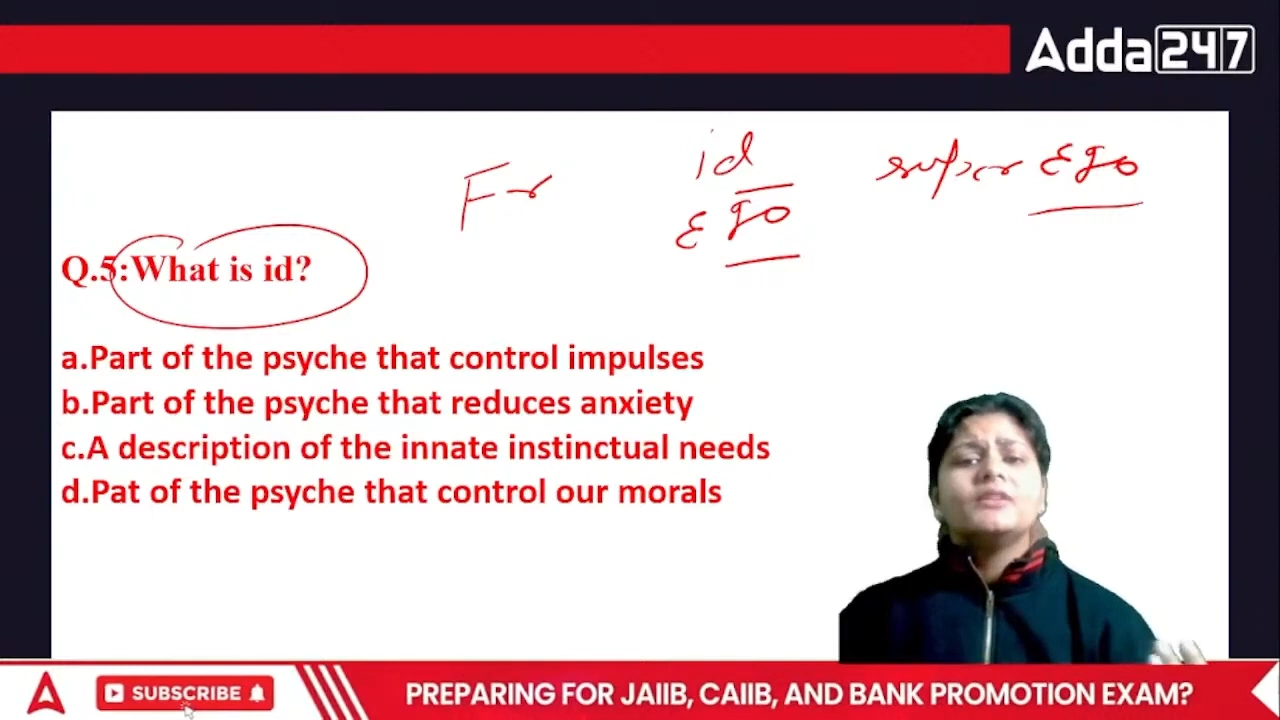 Adda247
Fr
id
super Ego
Ego
Q.5:What is id?
a.Part of the psyche that control impulses
b.Part of the psyche that reduces anxiety
c.A description of the innate instinctual needs
d.Pat of the psyche that control our morals
SUBSCRIBE
PREPARING FOR JAIIB, CAIIB, AND BANK PROMOTION EXAM?